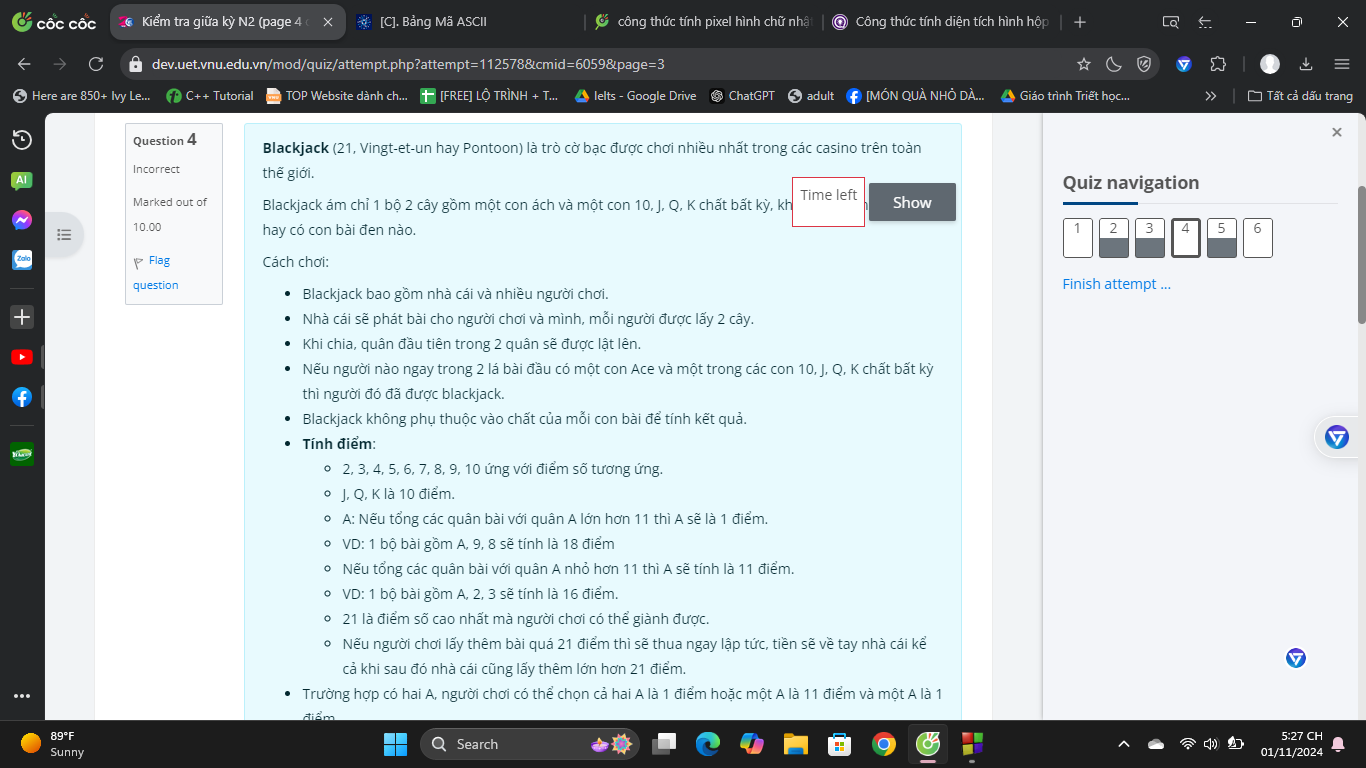 cốc cốc
Kiểm tra giữa kỳ N2 (page 4
[C]. Bảng Mã ASCII
công thức tính pixel hình chữ nhậ
Công thức tính diện tích hình hộp
dev.uet.vnu.edu.vn/mod/quiz/attempt.php?attempt=112578&cmid=6059&page=3
Here are 850+ Ivy Le...
C++ Tutorial
TOP Website dành ch...
[FREE] LỘ TRÌNH + T...
Ielts - Google Drive
ChatGPT
adult
[MÓN QUÀ NHỎ DÀ...
Giáo trình Triết học...
Tất cả dấu trang
Question 4
Incorrect
Marked out of
10.00
Flag
question
Blackjack (21, Vingt-et-un hay Pontoon) là trò cờ bạc được chơi nhiều nhất trong các casino trên toàn
thế giới.
Blackjack ám chỉ 1 bộ 2 cây gồm một con ách và một con 10, J, Q, K chất bất kỳ, kh
hay có con bài đen nào.
Time left
Show
Cách chơi:
Blackjack bao gồm nhà cái và nhiều người chơi.
Nhà cái sẽ phát bài cho người chơi và mình, mỗi người được lấy 2 cây.
Khi chia, quân đầu tiên trong 2 quân sẽ được lật lên.
Nếu người nào ngay trong 2 lá bài đầu có một con Ace và một trong các con 10, J, Q, K chất bất kỳ
thì người đó đã được blackjack.
Blackjack không phụ thuộc vào chất của mỗi con bài để tính kết quả.
Tính điểm:
2, 3, 4, 5, 6, 7, 8, 9, 10 ứng với điểm số tương ứng.
J, Q, K là 10 điểm.
A: Nếu tổng các quân bài với quân A lớn hơn 11 thì A sẽ là 1 điểm.
VD: 1 bộ bài gồm A, 9, 8 sẽ tính là 18 điểm
Nếu tổng các quân bài với quân A nhỏ hơn 11 thì A sẽ tính là 11 điểm.
VD: 1 bộ bài gồm A, 2, 3 sẽ tính là 16 điểm.
21 là điểm số cao nhất mà người chơi có thể giành được.
Nếu người chơi lấy thêm bài quá 21 điểm thì sẽ thua ngay lập tức, tiền sẽ về tay nhà cái kể
cả khi sau đó nhà cái cũng lấy thêm lớn hơn 21 điểm.
Trường hợp có hai A, người chơi có thể chọn cả hai A là 1 điểm hoặc một A là 11 điểm và một A là 1
điểm
Quiz navigation
1 2 3 4 5 6
Finish attempt ...
AI
Zalo
89°F
Sunny
Search
5:27 CH
01/11/2024